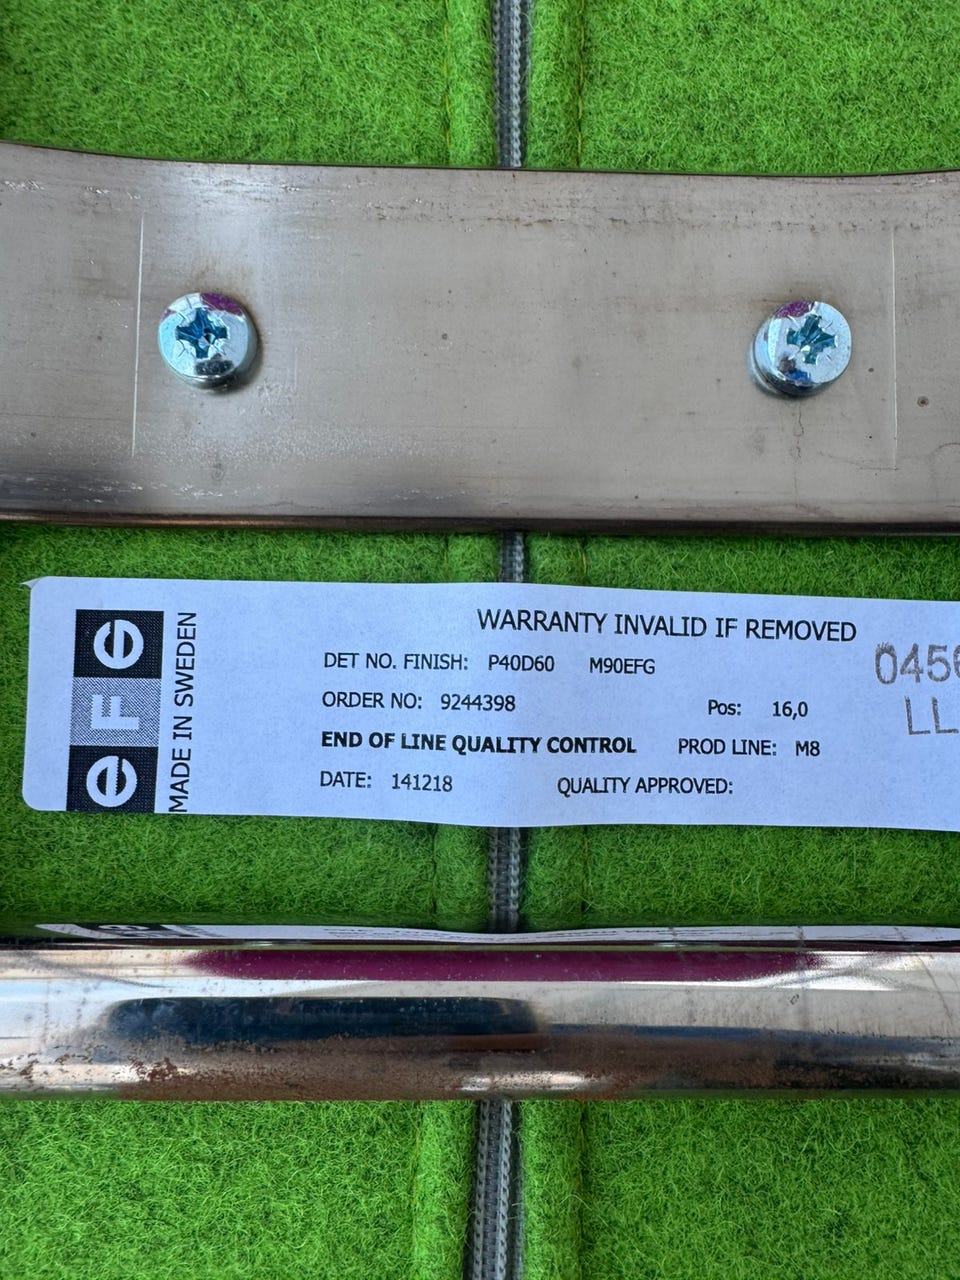 EFG
MADE IN SWEDEN
WARRANTY INVALID IF REMOVED
DET NO. FINISH: P40D60 M90EFG
ORDER NO: 9244398 Pos: 16,0
END OF LINE QUALITY CONTROL PROD LINE: M8
DATE: 141218 QUALITY APPROVED:
LL